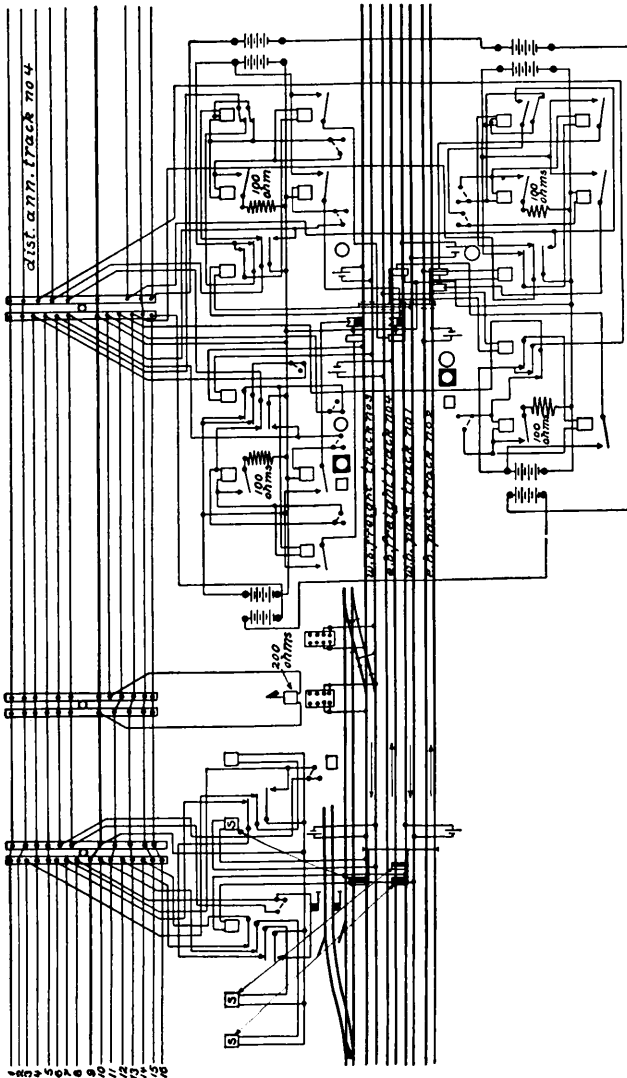 dist. ann. track no 4
100 ohm
100 ohms
100 ohms
100 ohms
w.b. freight track no 3
e.b. freight track no 4
w.b. pass. track no 1
e.b. pass. track no 2
200 ohms
S
S
S
1
2
3
4
5
6
7
8
9
10
11
12
13
14
15
16